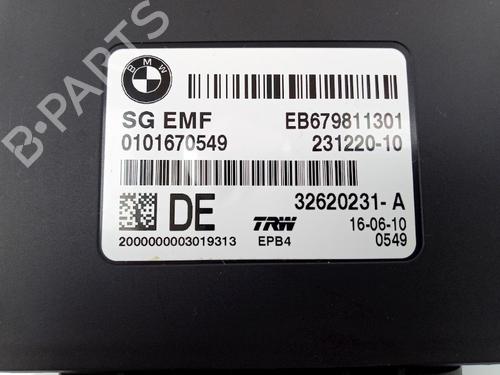 B-PARTS
BMW
SG EMF EB679811301
0101670549 231220-10
32620231-A
DE TRW 16-06-10
2000000003019313 EPB4 0549